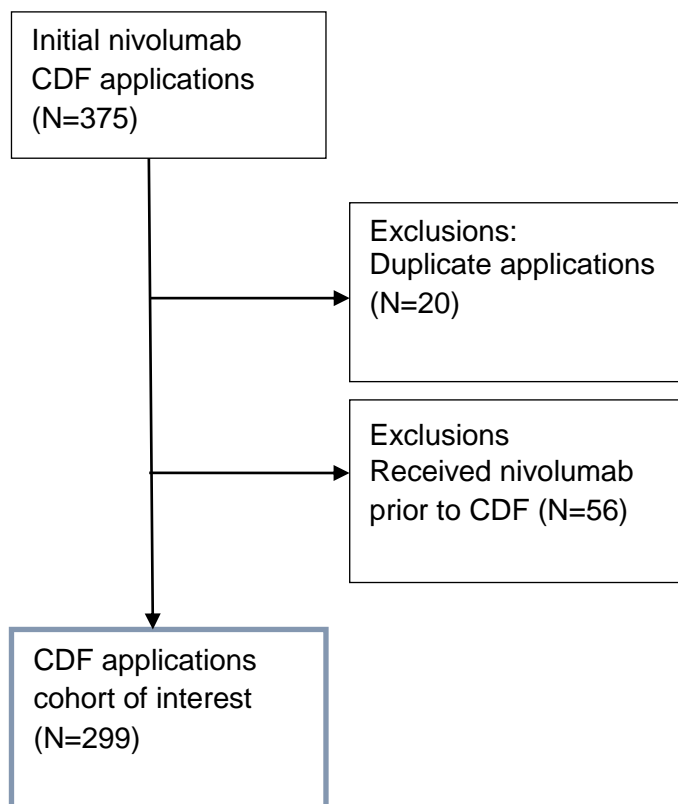 Initial nivolumab
CDF applications
(N=375)
Exclusions:
Duplicate applications
(N=20)
Exclusions
Received nivolumab
prior to CDF (N=56)
CDF applications
cohort of interest
(N=299)